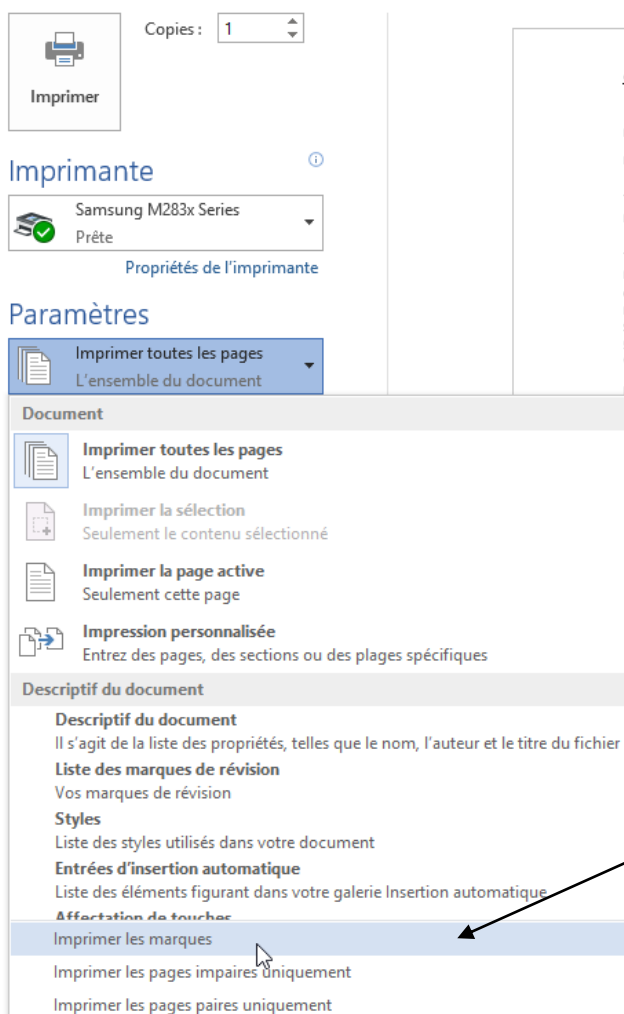 Copies : 1
Imprimer
Imprimante
Samsung M283x Series
Prête
Propriétés de l'imprimante
Paramètres
Imprimer toutes les pages
L'ensemble du document
Document
Imprimer toutes les pages
L'ensemble du document
Imprimer la sélection
Seulement le contenu sélectionné
Imprimer la page active
Seulement cette page
Impression personnalisée
Entrez des pages, des sections ou des plages spécifiques
Descriptif du document
Descriptif du document
Il s'agit de la liste des propriétés, telles que le nom, l'auteur et le titre du fichier
Liste des marques de révision
Vos marques de révision
Styles
Liste des styles utilisés dans votre document
Entrées d'insertion automatique
Liste des éléments figurant dans votre galerie Insertion automatique
Affectation de touches
Imprimer les marques
Imprimer les pages impaires uniquement
Imprimer les pages paires uniquement